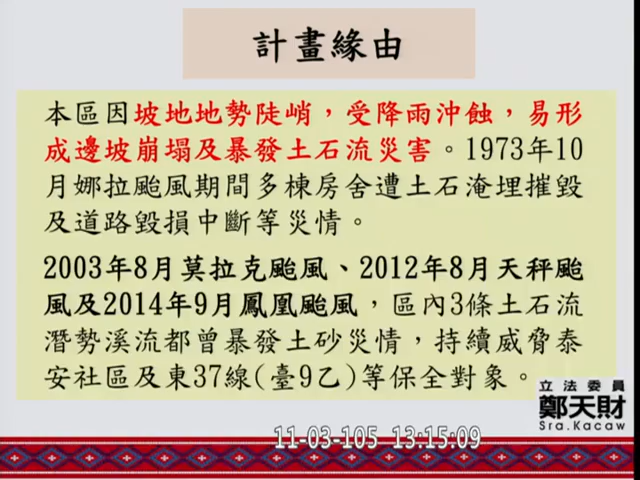 計畫緣由
本區因坡地地勢陡峭，受降雨沖蝕，易形
成邊坡崩塌及暴發土石流災害。1973年10
月娜拉颱風期間多棟房舍遭土石淹埋摧毀
及道路毀損中斷等災情。
2003年8月莫拉克颱風、2012年8月天秤颱
風及2014年9月鳳凰颱風，區內3條土石流
潛勢溪流都曾暴發土砂災情，持續威脅泰
安社區及東37線(臺9乙)等保全對象。
立法委員
鄭天財
Sra.Kacaw
11-03-105 13:15:09